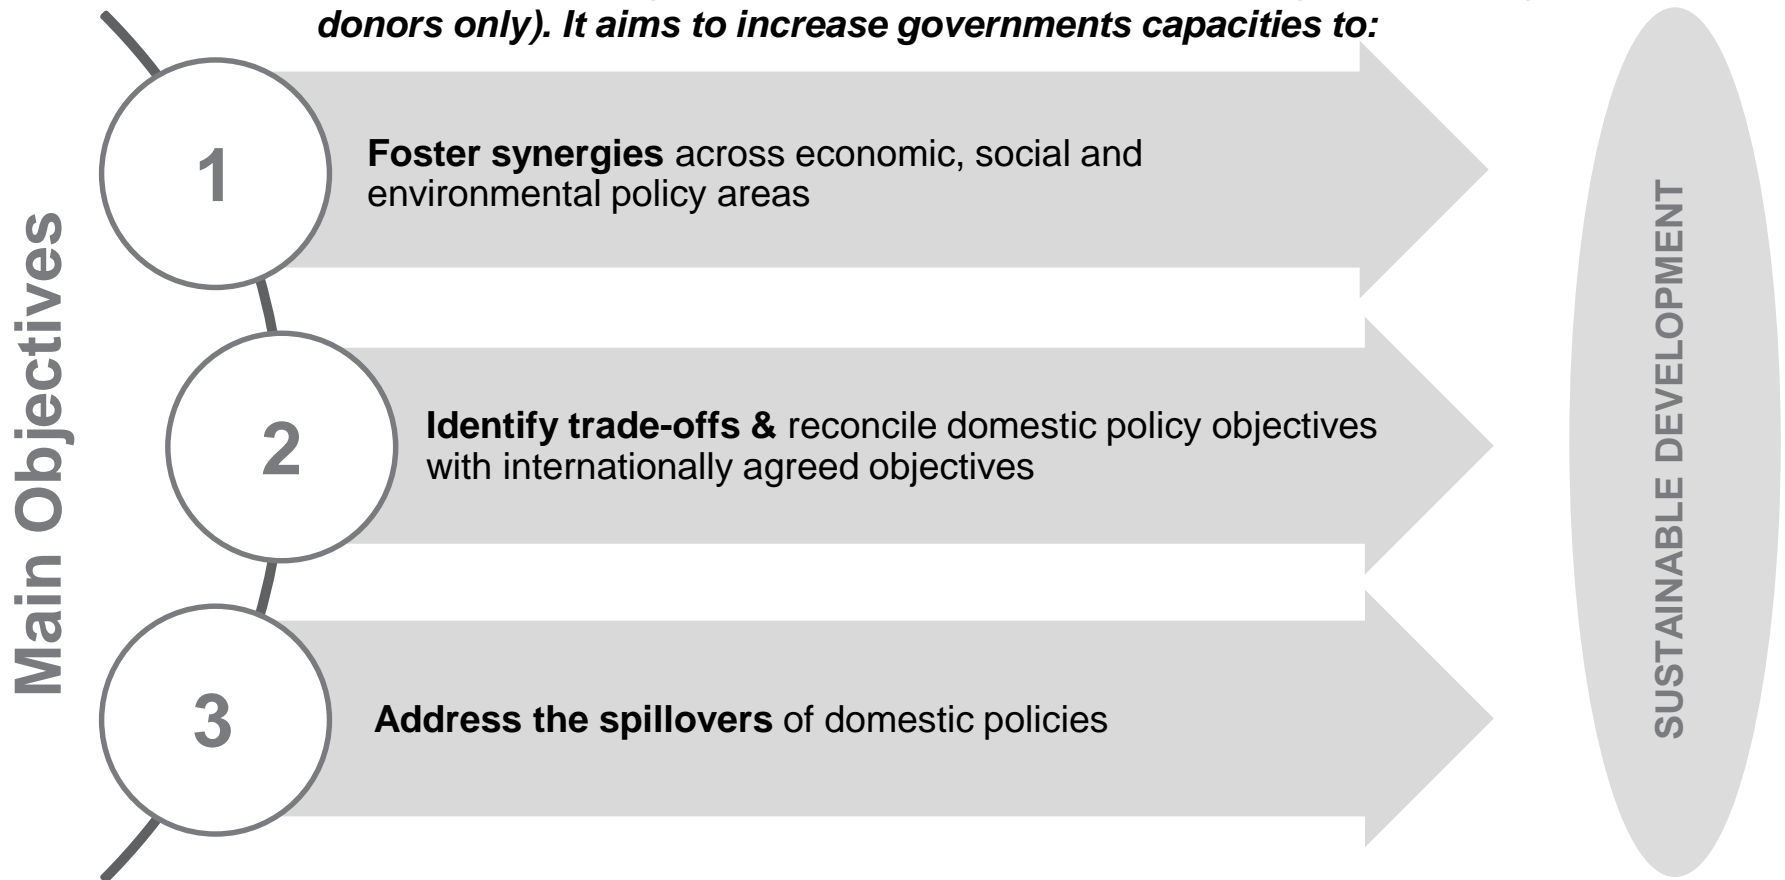 donors only). It aims to increase governments capacities to:
Main Objectives
1
Foster synergies across economic, social and
environmental policy areas
2
Identify trade-offs & reconcile domestic policy objectives
with internationally agreed objectives
3
Address the spillovers of domestic policies
SUSTAINABLE DEVELOPMENT